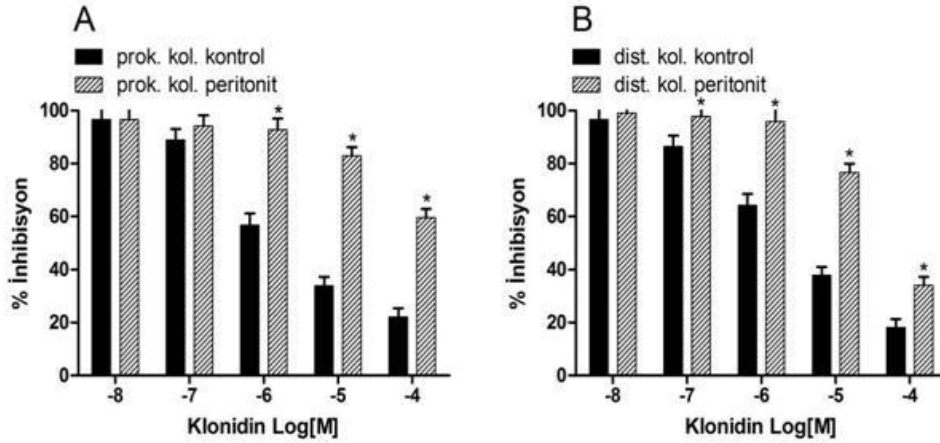 A
prok. kol. kontrol
prok. kol. peritonit
* * *
100
80
60
40
20
0
% inhibisyon
-8 -7 -6 -5 -4
Klonidin Log[M]
B
dist. kol. kontrol
dist. kol. peritonit
* * * *
100
80
60
40
20
0
% inhibisyon
-8 -7 -6 -5 -4
Klonidin Log[M]